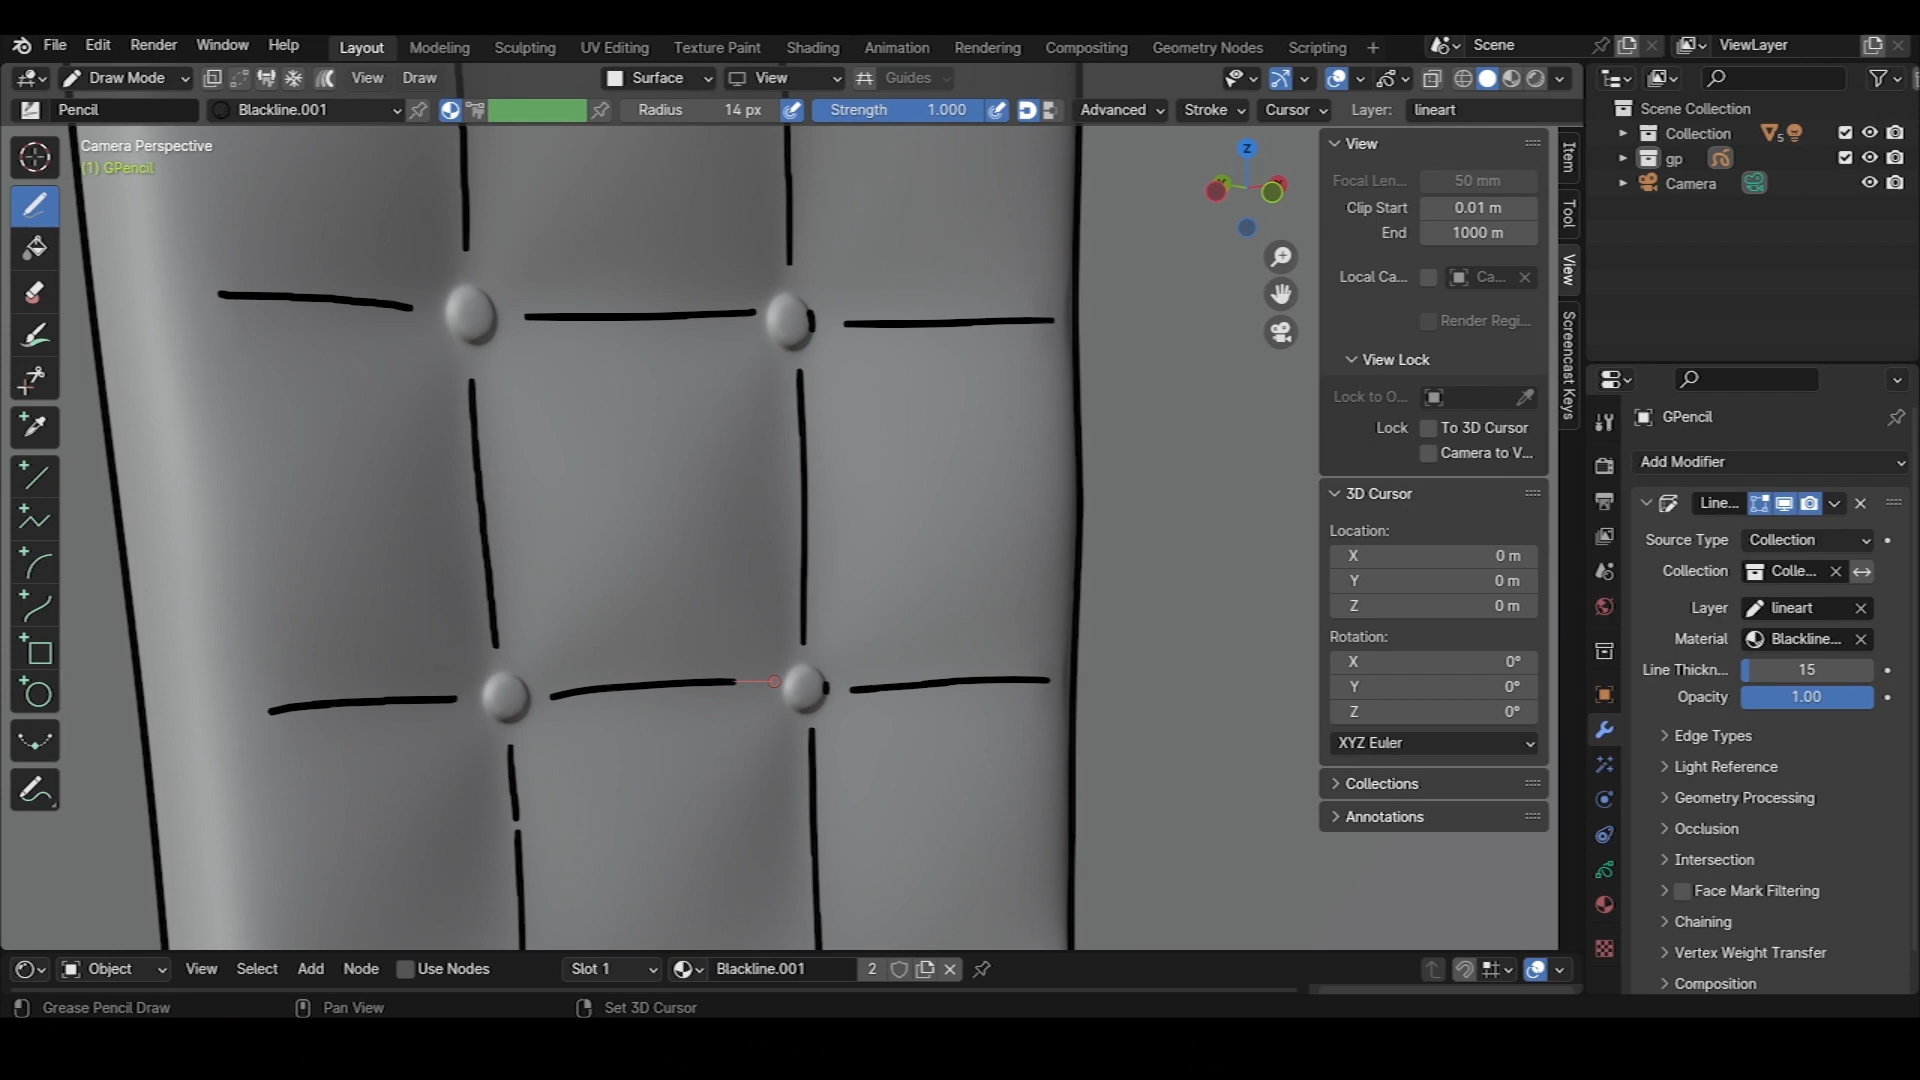 File Edit Render Window Help Layout Modeling Sculpting UV Editing Texture Paint Shading Animation Rendering Compositing Geometry Nodes Scripting + Scene ViewLayer
Draw Mode View Draw Surface View Guides
Pencil Blackline.001 Radius 14 px Strength 1.000 Advanced Stroke Cursor Layer: lineart
Camera Perspective
(1) GPencil
Z
View
Focal Len... 50 mm
Clip Start 0.01 m
End 1000 m
Local Ca... Ca...
Render Regi...
View Lock
Lock to O...
Lock To 3D Cursor
Camera to V...
3D Cursor
Location:
X 0 m
Y 0 m
Z 0 m
Rotation:
X 0°
Y 0°
Z 0°
XYZ Euler
Collections
Annotations
Item
Tool
View
Screencast Keys
Scene Collection
Collection 5
gp
Camera
GPencil
Add Modifier
Line...
Source Type Collection
Collection Colle...
Layer lineart
Material Blackline...
Line Thickn... 15
Opacity 1.00
Edge Types
Light Reference
Geometry Processing
Occlusion
Intersection
Face Mark Filtering
Chaining
Vertex Weight Transfer
Composition
Object View Select Add Node Use Nodes Slot 1 Blackline.001 2
Grease Pencil Draw Pan View Set 3D Cursor